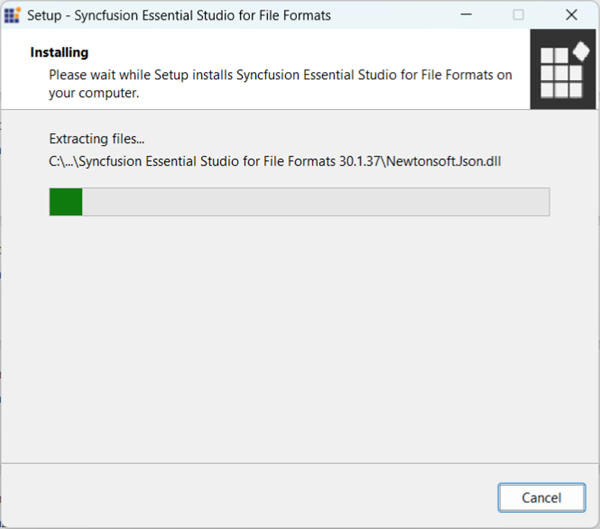 Setup - Syncfusion Essential Studio for File Formats
Installing
Please wait while Setup installs Syncfusion Essential Studio for File Formats on
your computer.
Extracting files...
C:\...\Syncfusion Essential Studio for File Formats 30.1.37\Newtonsoft.Json.dll
Cancel